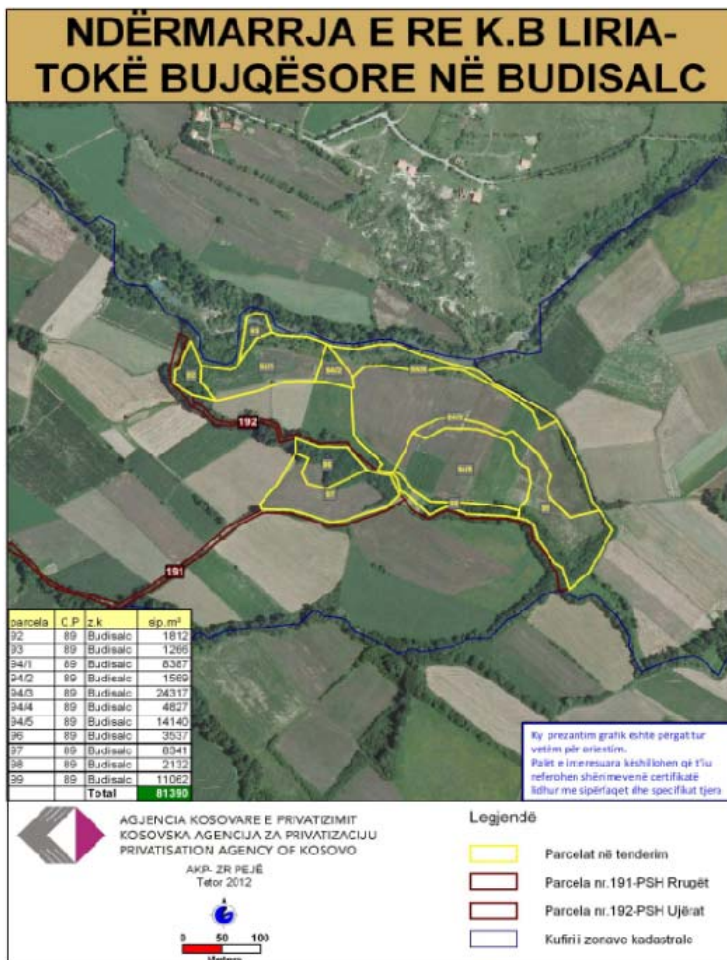 NDËRMARRJA E RE K.B LIRIA-
TOKË BUJQËSORE NË BUDISALC
192
191
parcela C.P z.k sip.m²
92 89 Budisalc 1812
93 89 Budisalc 1266
94/1 89 Budisalc 8387
94/2 89 Budisalc 1569
94/3 89 Budisalc 24317
94/4 89 Budisalc 4827
94/5 89 Budisalc 14140
96 89 Budisalc 3537
97 89 Budisalc 8341
98 89 Budisalc 2132
99 89 Budisalc 11062
Total 81390
Ky prezantim grafik është përgattur
vetëm për orientim.
Palët e interesuara këshillohen që t'iu
referohen shënimevenë certifikatë
lidhur me sipërfaqet dhe specifikat tjera
AGJENCIA KOSOVARE E PRIVATIZIMIT
KOSOVSKA AGENCIJA ZA PRIVATIZACIJU
PRIVATISATION AGENCY OF KOSOVO
AKP- ZR PEJË
Tetor 2012
0 50 100
Legjendë
Parcelat në tenderim
Parcela nr.191-PSH Rrugët
Parcela nr.192-PSH Ujërat
Kufiri i zonave kadastrale